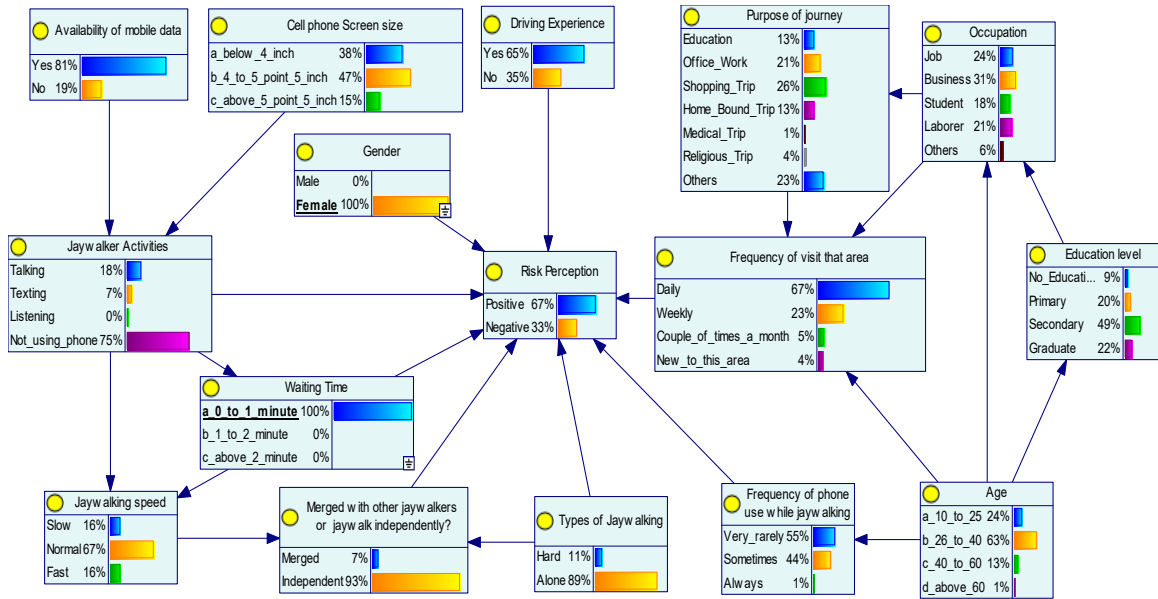 Availability of mobile data
Yes 81%
No 19%
Cell phone Screen size
a_below_4_inch 38%
b_4_to_5_point_5_inch 47%
c_above_5_point_5_inch 15%
Driving Experience
Yes 65%
No 35%
Purpose of journey
Education 13%
Office_Work 21%
Shopping_Trip 26%
Home_Bound_Trip 13%
Medical_Trip 1%
Religious_Trip 4%
Others 23%
Occupation
Job 24%
Business 31%
Student 18%
Laborer 21%
Others 6%
Gender
Male 0%
Female 100%
Jaywalker Activities
Talking 18%
Texting 7%
Listening 0%
Not_using_phone 75%
Risk Perception
Positive 67%
Negative 33%
Frequency of visit that area
Daily 67%
Weekly 23%
Couple_of_times_a_month 5%
New_to_this_area 4%
Education level
No_Educati... 9%
Primary 20%
Secondary 49%
Graduate 22%
Waiting Time
a_0_to_1_minute 100%
b_1_to_2_minute 0%
c_above_2_minute 0%
Jaywalking speed
Slow 16%
Normal 67%
Fast 16%
Merged with other jaywalkers
or jaywalk independently?
Merged 7%
Independent 93%
Types of Jaywalking
Hard 11%
Alone 89%
Frequency of phone
use while jaywalking
Very_rarely 55%
Sometimes 44%
Always 1%
Age
a_10_to_25 24%
b_26_to_40 63%
c_40_to_60 13%
d_above_60 1%